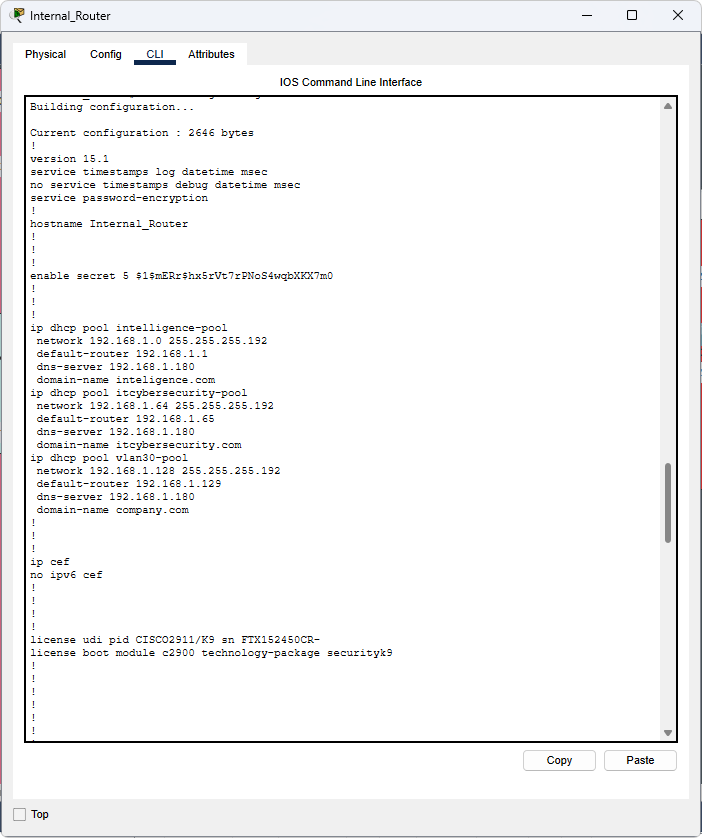 Internal_Router
Physical Config CLI Attributes
IOS Command Line Interface
Building configuration...
Current configuration : 2646 bytes
!
version 15.1
service timestamps log datetime msec
no service timestamps debug datetime msec
service password-encryption
!
hostname Internal_Router
!
!
!
enable secret 5 $1$mERr$hx5rVt7rPNoS4wqbXKX7m0
!
!
!
ip dhcp pool intelligence-pool
network 192.168.1.0 255.255.255.192
default-router 192.168.1.1
dns-server 192.168.1.180
domain-name inteligence.com
ip dhcp pool itcybersecurity-pool
network 192.168.1.64 255.255.255.192
default-router 192.168.1.65
dns-server 192.168.1.180
domain-name itcybersecurity.com
ip dhcp pool vlan30-pool
network 192.168.1.128 255.255.255.192
default-router 192.168.1.129
dns-server 192.168.1.180
domain-name company.com
!
!
!
ip cef
no ipv6 cef
!
!
!
!
license udi pid CISCO2911/K9 sn FTX152450CR-
license boot module c2900 technology-package securityk9
!
!
!
!
!
!
Copy Paste
Top